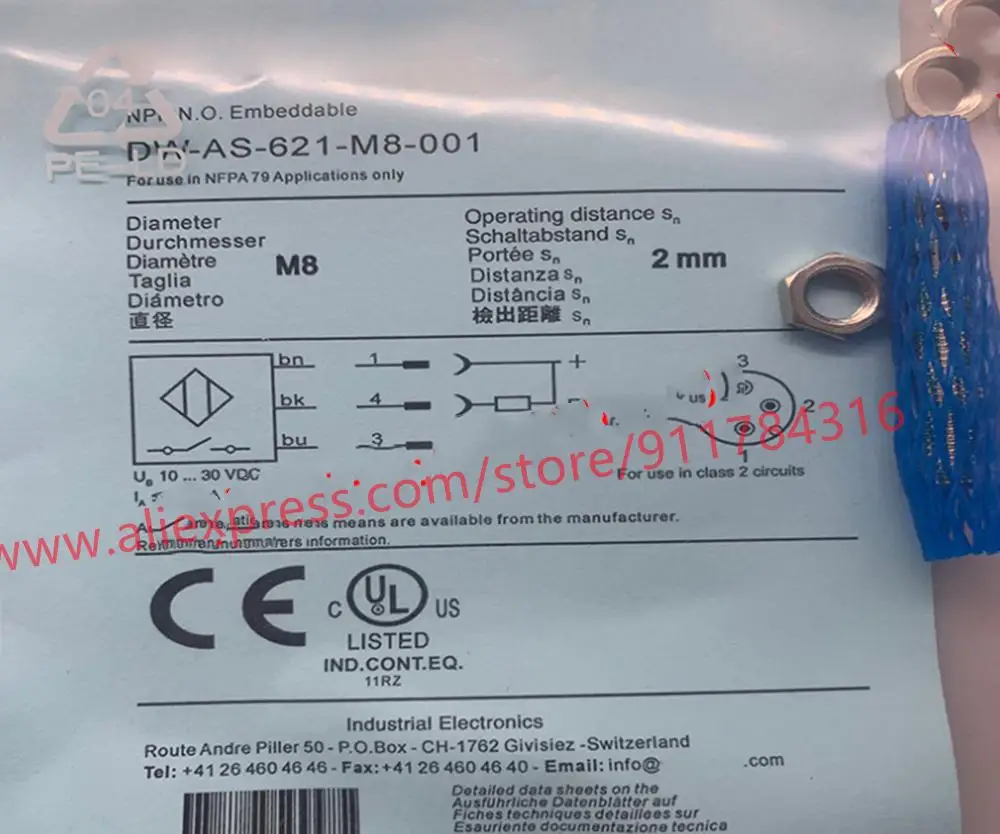 04
PE-LD
N.O. Embeddable
DW-AS-621-M8-001
For use in NFPA 79 Applications only
Diameter
Durchmesser
Diamètre
Taglia
Diámetro
直径
M8
Operating distance sn
Schaltabstand sn
Portée sn
Distanza sn
Distância sn
檢出距離 sn
2 mm
bn 1 +
bk 4 -
bu 3
3
2
1
us
UB 10 ... 30 VDC
IA
For use in class 2 circuits
www.aliexpress.com/store/911784316
means are available from the manufacturer.
information.
CE
C UL US
LISTED
IND.CONT.EQ.
11RZ
Industrial Electronics
Route Andre Piller 50 - P.O.Box - CH-1762 Givisiez -Switzerland
Tel: +41 26 460 46 46 - Fax: +41 26 460 46 40 - Email: info@ .com
Detailed data sheets on the
Ausführliche Datenblätter auf
Fiches techniques détaillées sur
Esauriente documentazione tecnica